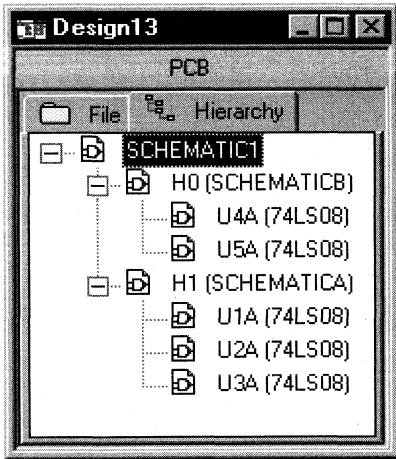 Design13
PCB
File Hierarchy
SCHEMATIC1
H0 (SCHEMATICB)
U4A (74LS08)
U5A (74LS08)
H1 (SCHEMATICA)
U1A (74LS08)
U2A (74LS08)
U3A (74LS08)